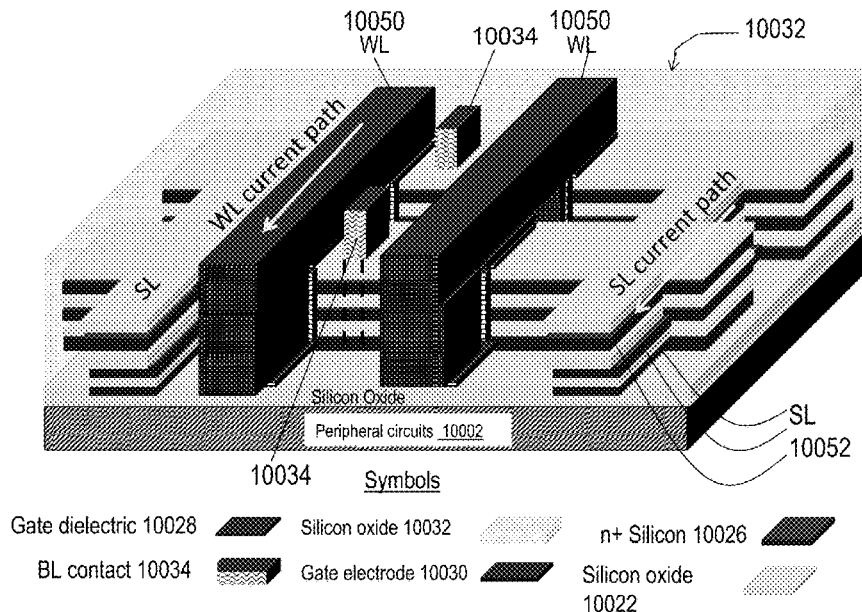 10050
WL
10034
10050
WL
10032
WL current path
SL
SL current path
Silicon Oxide
Peripheral circuits 10002
SL
10052
10034
Symbols
Gate dielectric 10028
Silicon oxide 10032
n+ Silicon 10026
BL contact 10034
Gate electrode 10030
Silicon oxide
10022